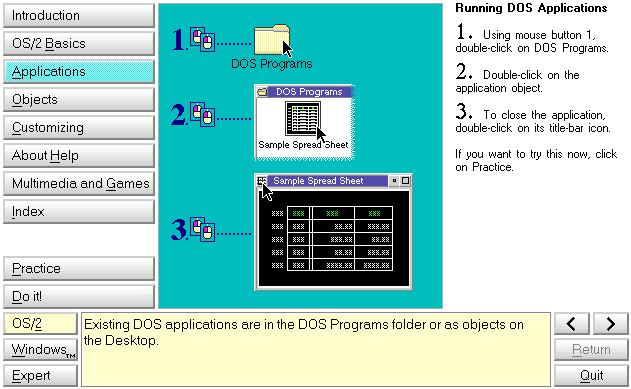 Introduction
OS/2 Basics
Applications
Objects
Customizing
About Help
Multimedia and Games
Index
Practice
Do it!
OS/2
Windows™
Expert
1.
DOS Programs
2.
DOS Programs
Sample Spread Sheet
3.
Sample Spread Sheet
xxx xxx xxx xxx
xxx xxx xx.xx xx.xx
xxx xxx xx.xx xxx.xx
xxx xxx xx.xx xx.xx
xxx xxx xx.xx xx.xx
xxx xxx xxx.xx xxx.xx
Running DOS Applications
1. Using mouse button 1,
double-click on DOS Programs.
2. Double-click on the
application object.
3. To close the application,
double-click on its title-bar icon.
If you want to try this now, click
on Practice.
Existing DOS applications are in the DOS Programs folder or as objects on
the Desktop.
Return
Quit